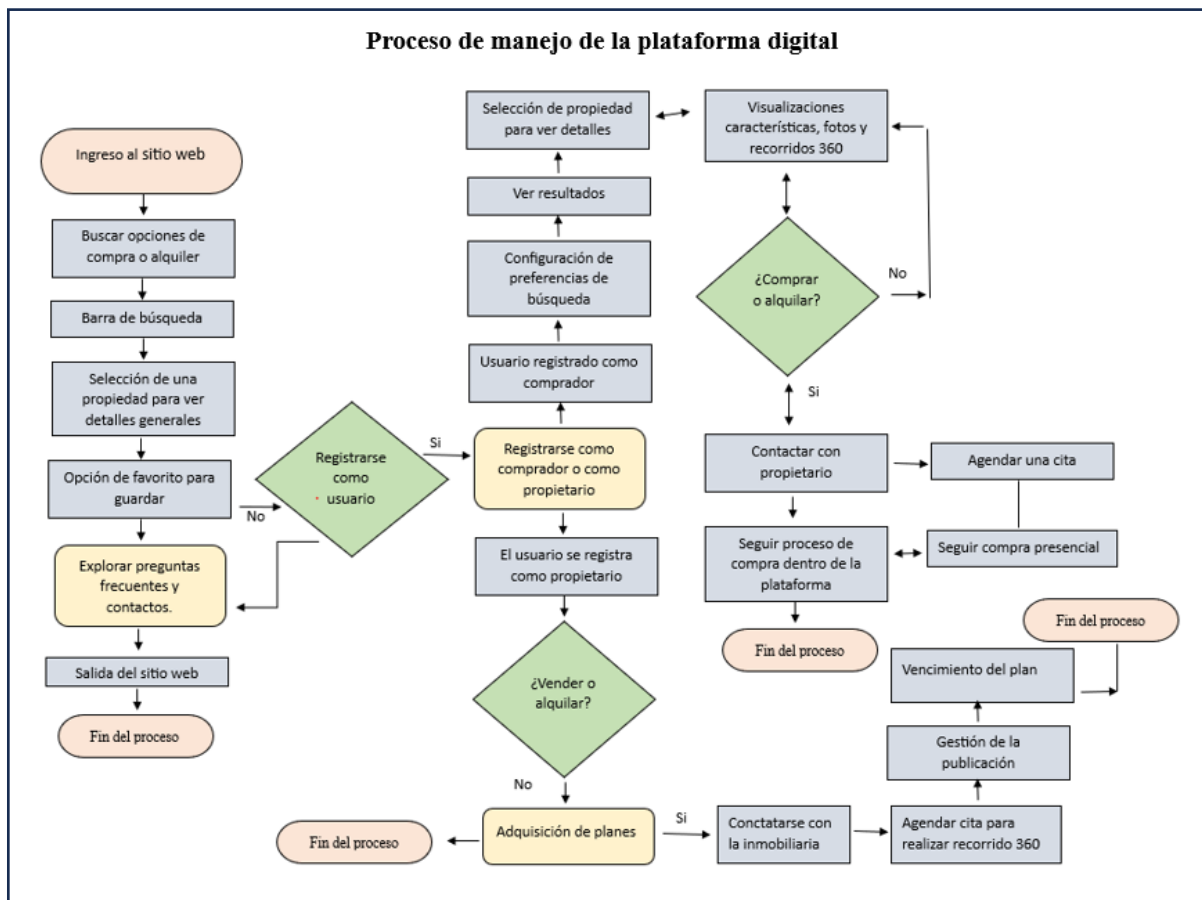 Proceso de manejo de la plataforma digital
Ingreso al sitio web
Buscar opciones de
compra o alquiler
Barra de búsqueda
Selección de una
propiedad para ver
detalles generales
Opción de favorito para
guardar
No
Explorar preguntas
frecuentes y
contactos.
Salida del sitio web
Fin del proceso
Registrarse
como
usuario
Si
Selección de propiedad
para ver detalles
Ver resultados
Configuración de
preferencias de
búsqueda
Usuario registrado como
comprador
Registrarse como
comprador o como
propietario
El usuario se registra
como propietario
¿Vender o
alquilar?
No
Adquisición de planes
Fin del proceso
Si
Conctatarse con
la inmobiliaria
Agendar cita para
realizar recorrido 360
Gestión de la
publicación
Vencimiento del plan
Fin del proceso
Visualizaciones
características, fotos y
recorridos 360
¿Comprar
o alquilar?
No
Si
Contactar con
propietario
Agendar una cita
Seguir compra presencial
Seguir proceso de
compra dentro de la
plataforma
Fin del proceso